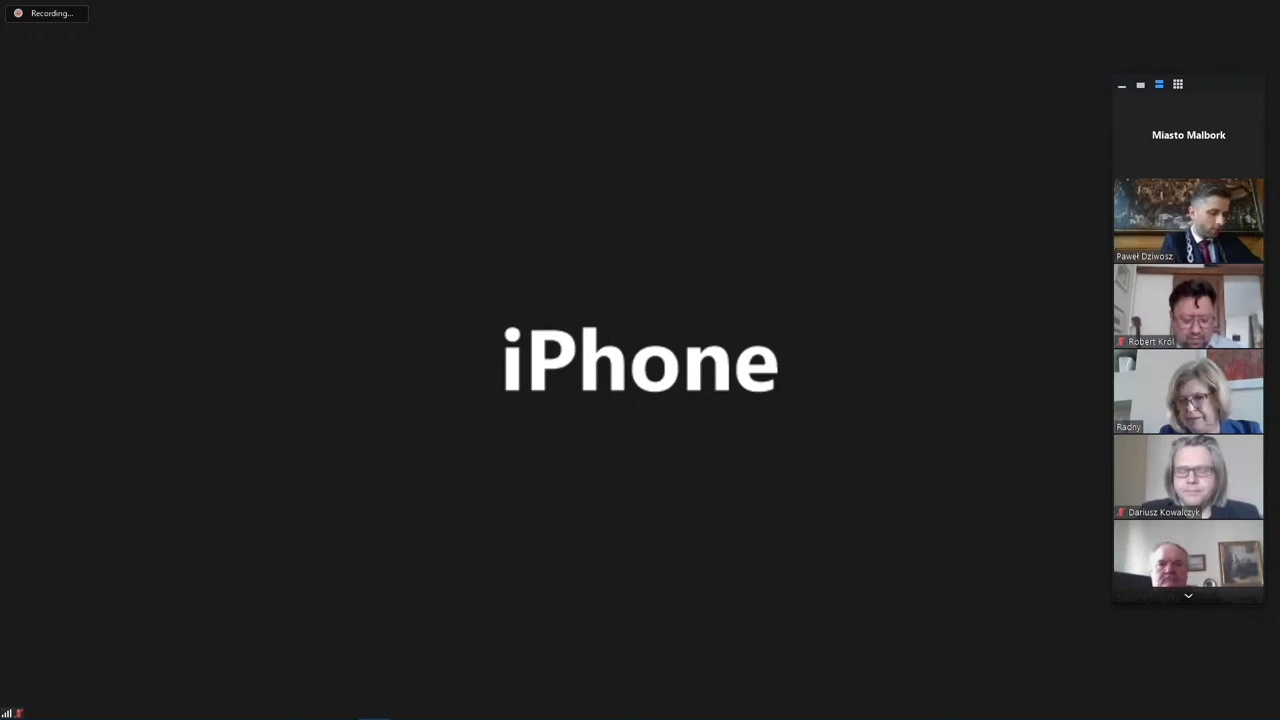 Recording...
Miasto Malbork
Paweł Dziwosz
Robert Król
iPhone
Radny
Dariusz Kowalczyk